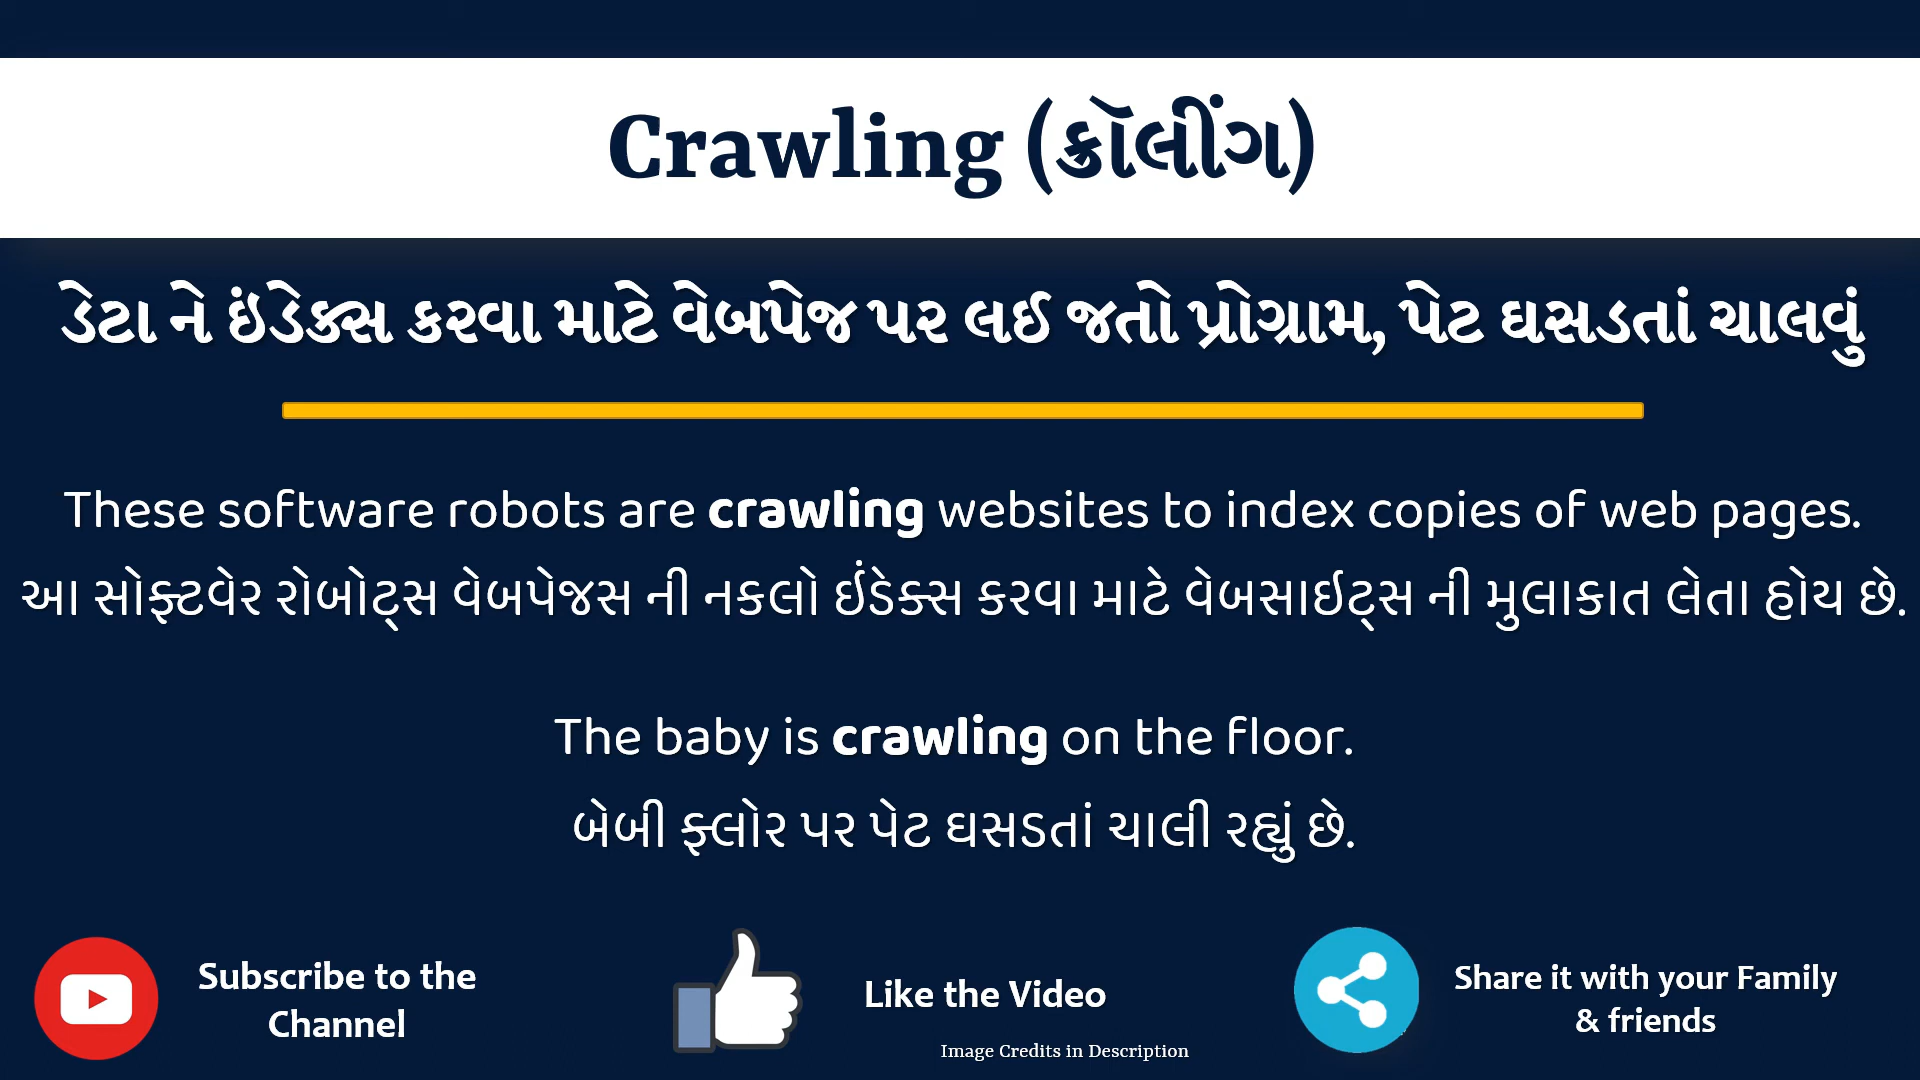 Crawling (ક્રૉલીંગ)
ડેટા ને ઇંડેક્સ કરવા માટે વેબપેજ પર લઈ જતો પ્રોગ્રામ, પેટ ઘસડતાં ચાલવું
These software robots are crawling websites to index copies of web pages.
આ સોફ્ટવેર રોબોટ્સ વેબપેજસ ની નકલો ઈંડેક્સ કરવા માટે વેબસાઈટ્સ ની મુલાકાત લેતા હોય છે.
The baby is crawling on the floor.
બેબી ફ્લોર પર પેટ ઘસડતાં ચાલી રહ્યું છે.
Subscribe to the
Channel
Like the Video
Share it with your Family
& friends
Image Credits in Description